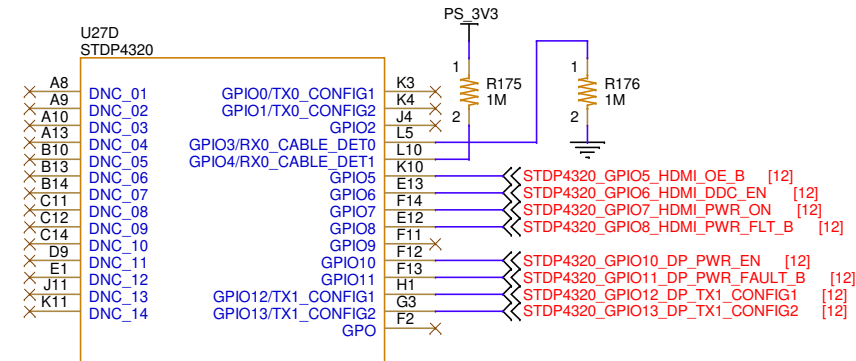 PS_3V3
U27D
STDP4320
1
R175
1M
2
1
R176
1M
2
A8 DNC_01 GPIO0/TX0_CONFIG1 K3
A9 DNC_02 GPIO1/TX0_CONFIG2 K4
A10 DNC_03 GPIO2 J4
A13 DNC_04 GPIO3/RX0_CABLE_DET0 L5
B10 DNC_05 GPIO4/RX0_CABLE_DET1 L10
B13 DNC_06 GPIO5 K10 STDP4320_GPIO5_HDMI_OE_B [12]
B14 DNC_07 GPIO6 E13 STDP4320_GPIO6_HDMI_DDC_EN [12]
C11 DNC_08 GPIO7 F14 STDP4320_GPIO7_HDMI_PWR_ON [12]
C12 DNC_09 GPIO8 E12 STDP4320_GPIO8_HDMI_PWR_FLT_B [12]
C14 DNC_10 GPIO9 F11
D9 DNC_11 GPIO10 F12 STDP4320_GPIO10_DP_PWR_EN [12]
E1 DNC_12 GPIO11 F13 STDP4320_GPIO11_DP_PWR_FAULT_B [12]
J11 DNC_13 GPIO12/TX1_CONFIG1 H1 STDP4320_GPIO12_DP_TX1_CONFIG1 [12]
K11 DNC_14 GPIO13/TX1_CONFIG2 G3 STDP4320_GPIO13_DP_TX1_CONFIG2 [12]
GPO F2